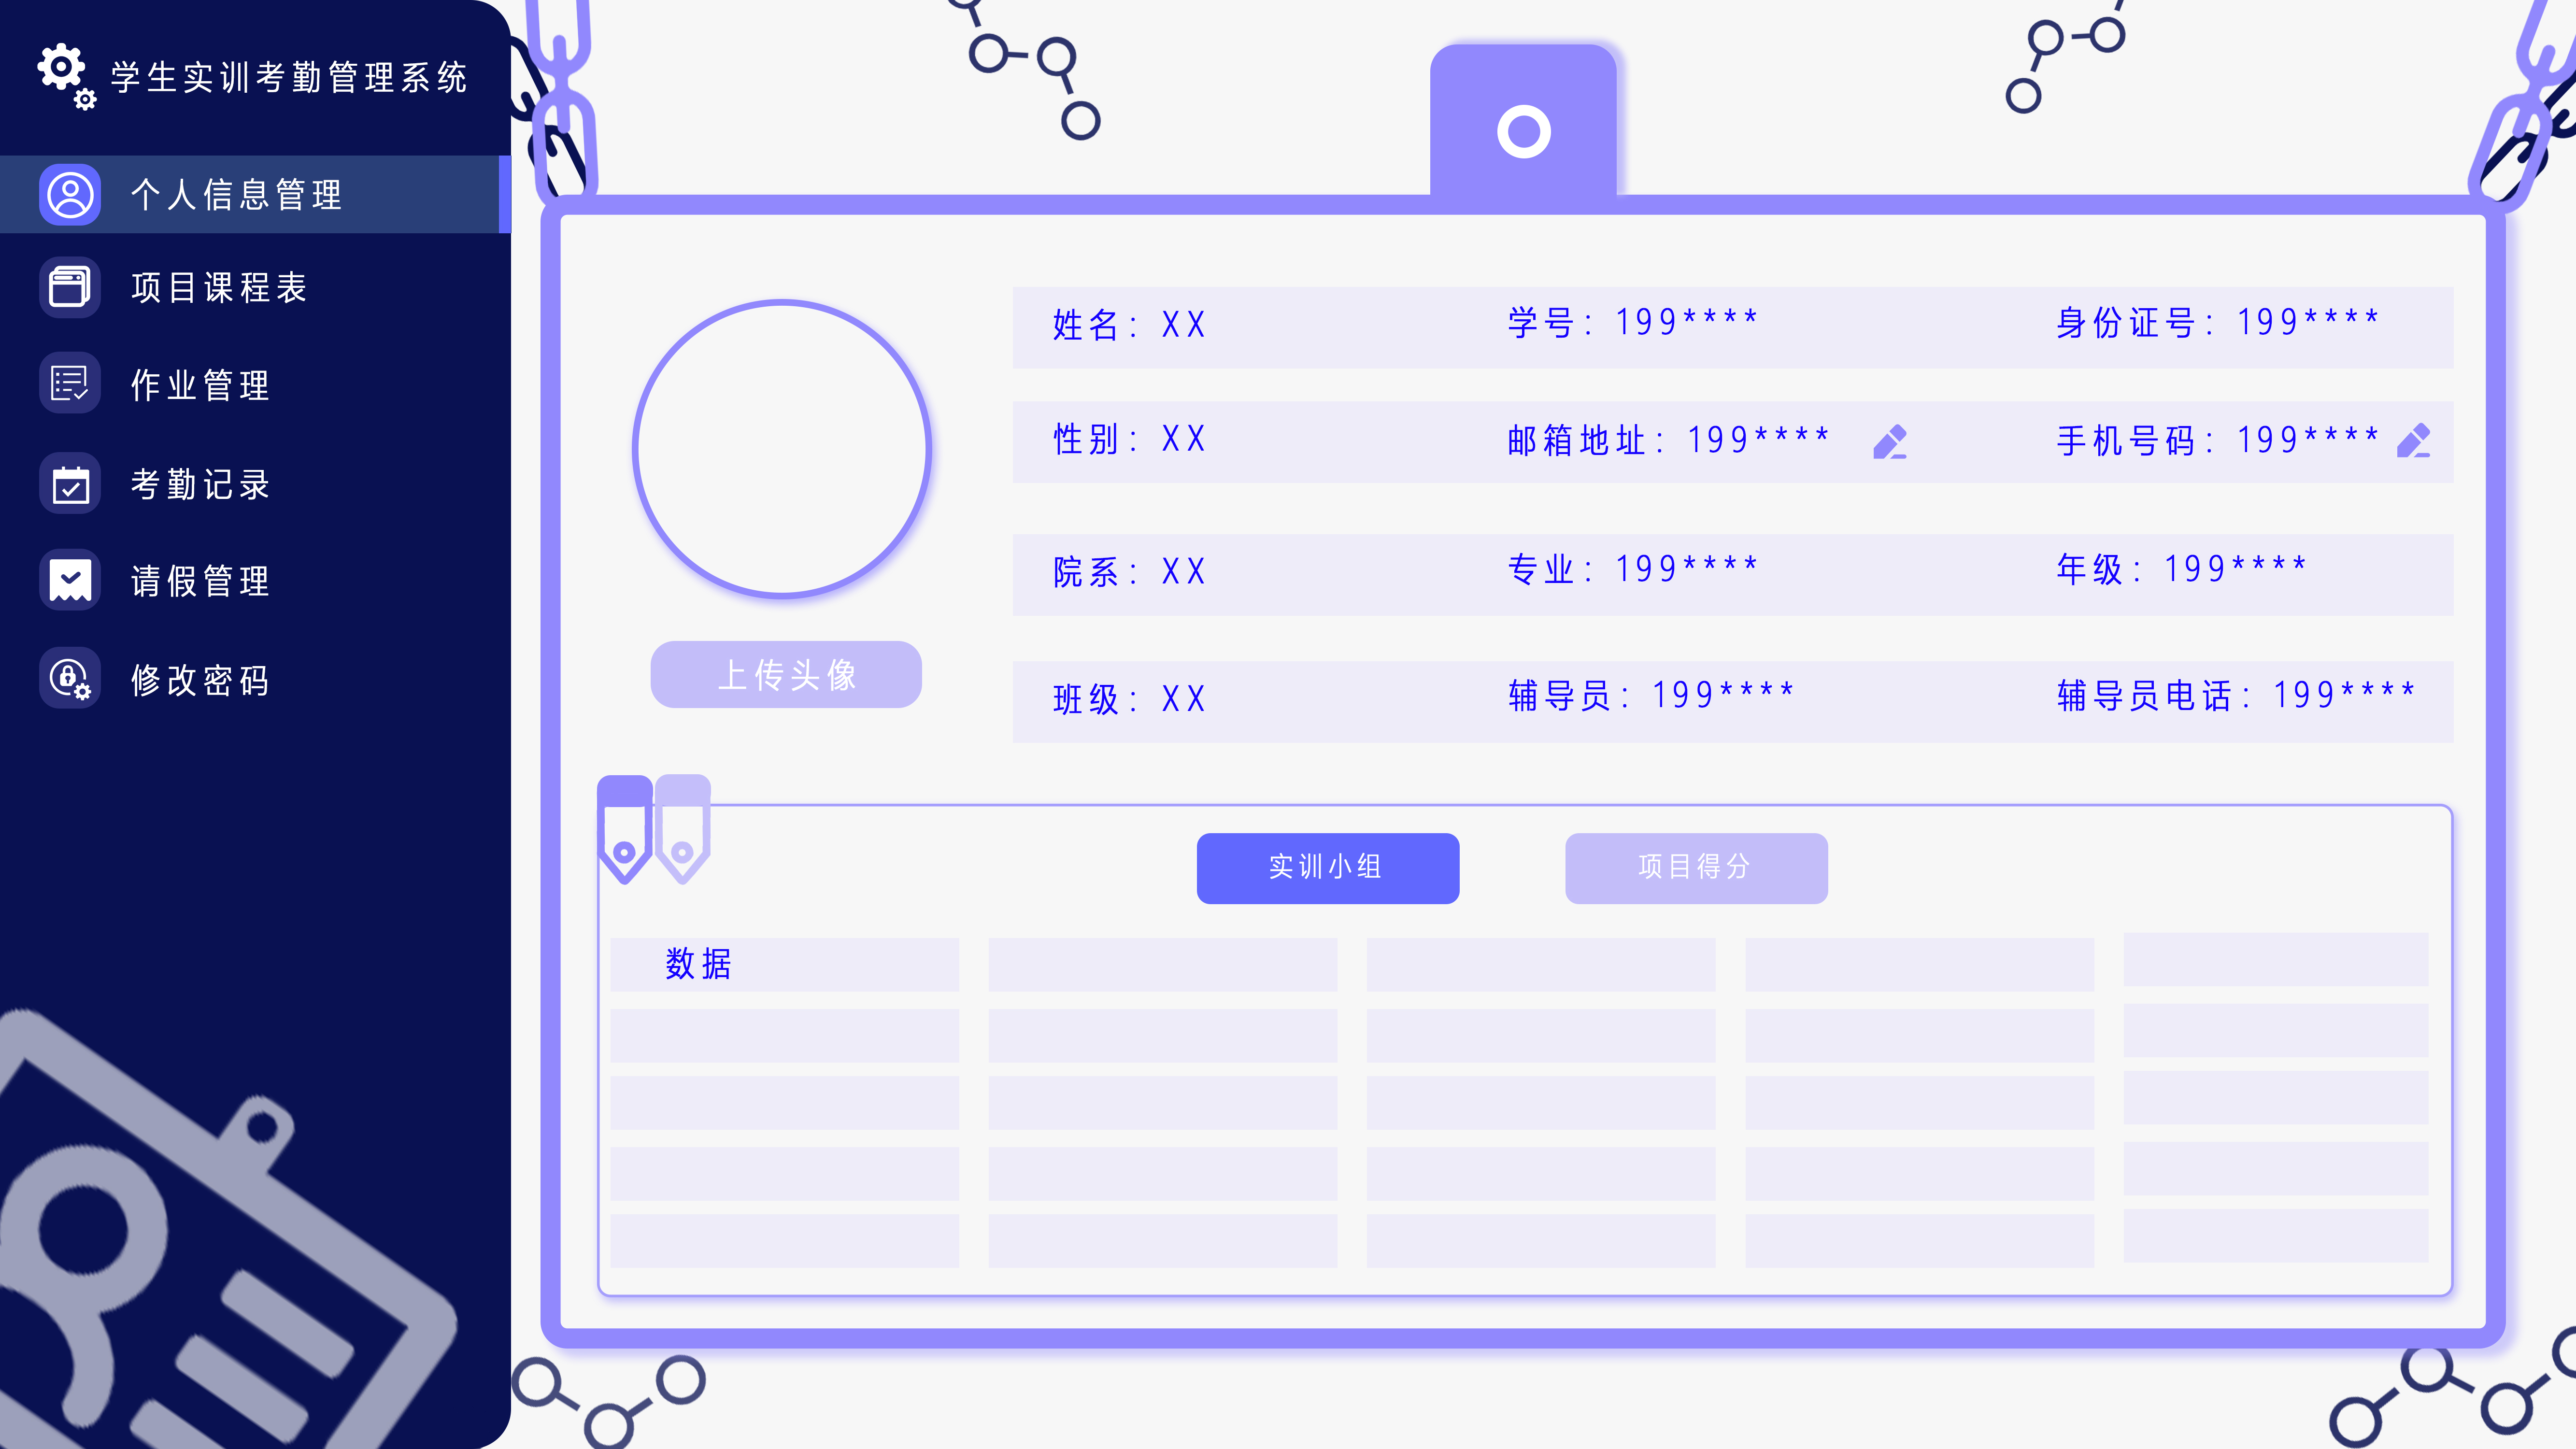 学生实训考勤管理系统
个人信息管理
项目课程表
作业管理
考勤记录
请假管理
修改密码
姓名：XX 学号：199**** 身份证号：199****
性别：XX 邮箱地址：199**** 手机号码：199****
院系：XX 专业：199**** 年级：199****
班级：XX 辅导员：199**** 辅导员电话：199****
上传头像
实训小组 项目得分
数据